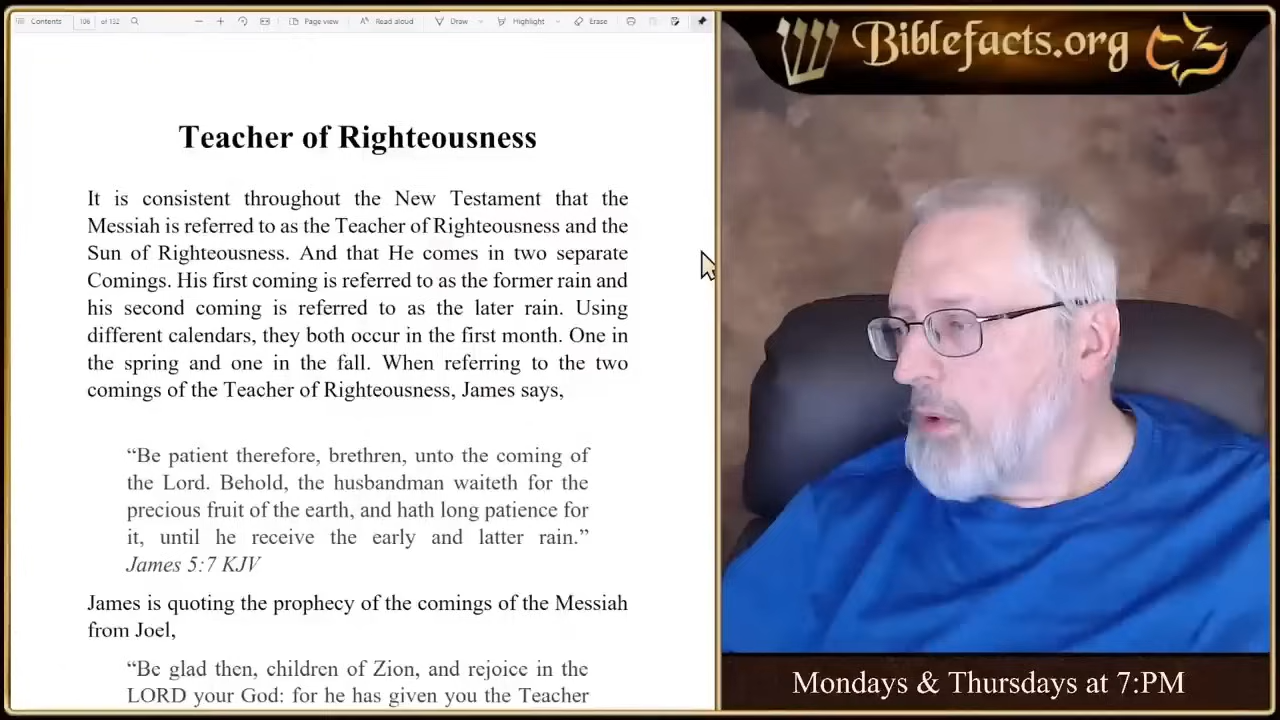 Contents
106
of 132
Page view
Read aloud
Draw
Highlight
Erase
Biblefacts.org
Teacher of Righteousness
It is consistent throughout the New Testament that the
Messiah is referred to as the Teacher of Righteousness and the
Sun of Righteousness. And that He comes in two separate
Comings. His first coming is referred to as the former rain and
his second coming is referred to as the later rain. Using
different calendars, they both occur in the first month. One in
the spring and one in the fall. When referring to the two
comings of the Teacher of Righteousness, James says,
“Be patient therefore, brethren, unto the coming of
the Lord. Behold, the husbandman waiteth for the
precious fruit of the earth, and hath long patience for
it, until he receive the early and latter rain.”
James 5:7 KJV
James is quoting the prophecy of the comings of the Messiah
from Joel,
“Be glad then, children of Zion, and rejoice in the
LORD your God: for he has given you the Teacher
Mondays & Thursdays at 7:PM